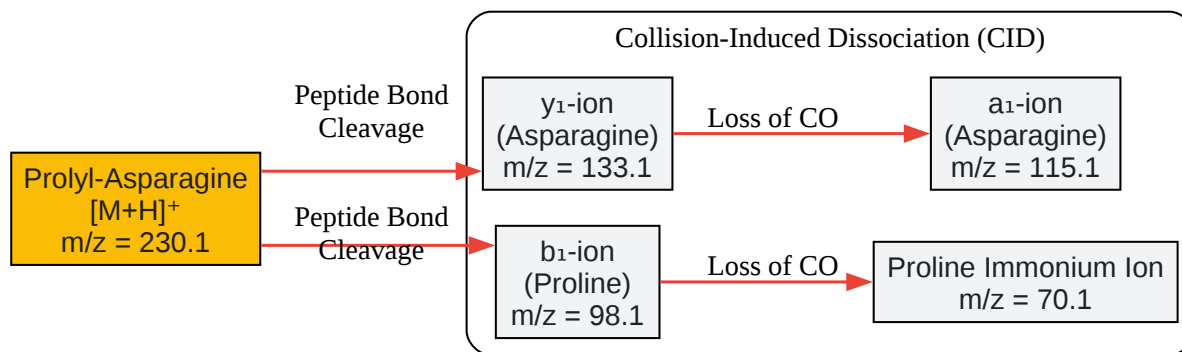 Collision-Induced Dissociation (CID)
Peptide Bond
Cleavage
y₁-ion
(Asparagine)
m/z = 133.1
Loss of CO
a₁-ion
(Asparagine)
m/z = 115.1
Prolyl-Asparagine
[M+H]⁺
m/z = 230.1
Peptide Bond
Cleavage
b₁-ion
(Proline)
m/z = 98.1
Loss of CO
Proline Immonium Ion
m/z = 70.1